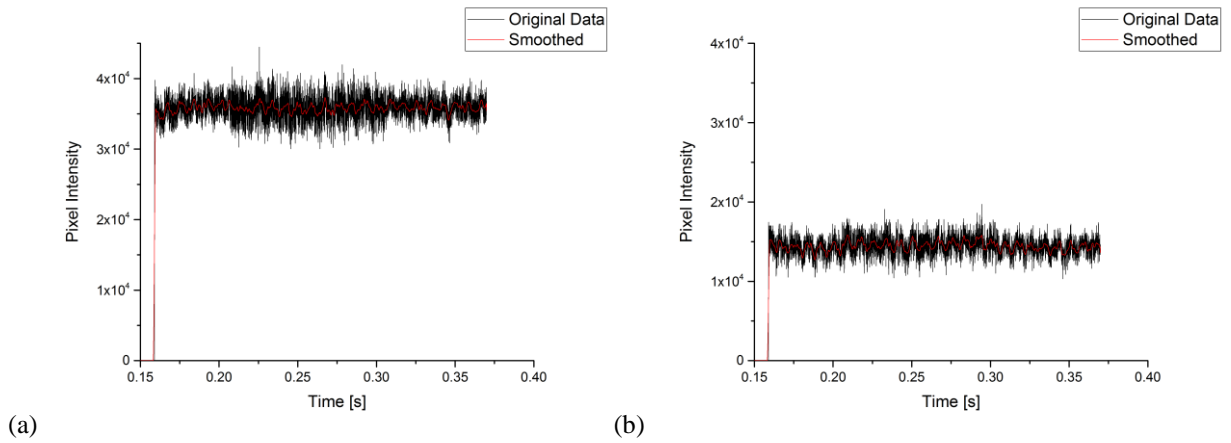 Original Data
Smoothed
4x10⁴
3x10⁴
2x10⁴
1x10⁴
0
Pixel Intensity
0.15 0.20 0.25 0.30 0.35 0.40
Time [s]
(a)
Original Data
Smoothed
4x10⁴
3x10⁴
2x10⁴
1x10⁴
0
Pixel Intensity
0.15 0.20 0.25 0.30 0.35 0.40
Time [s]
(b)